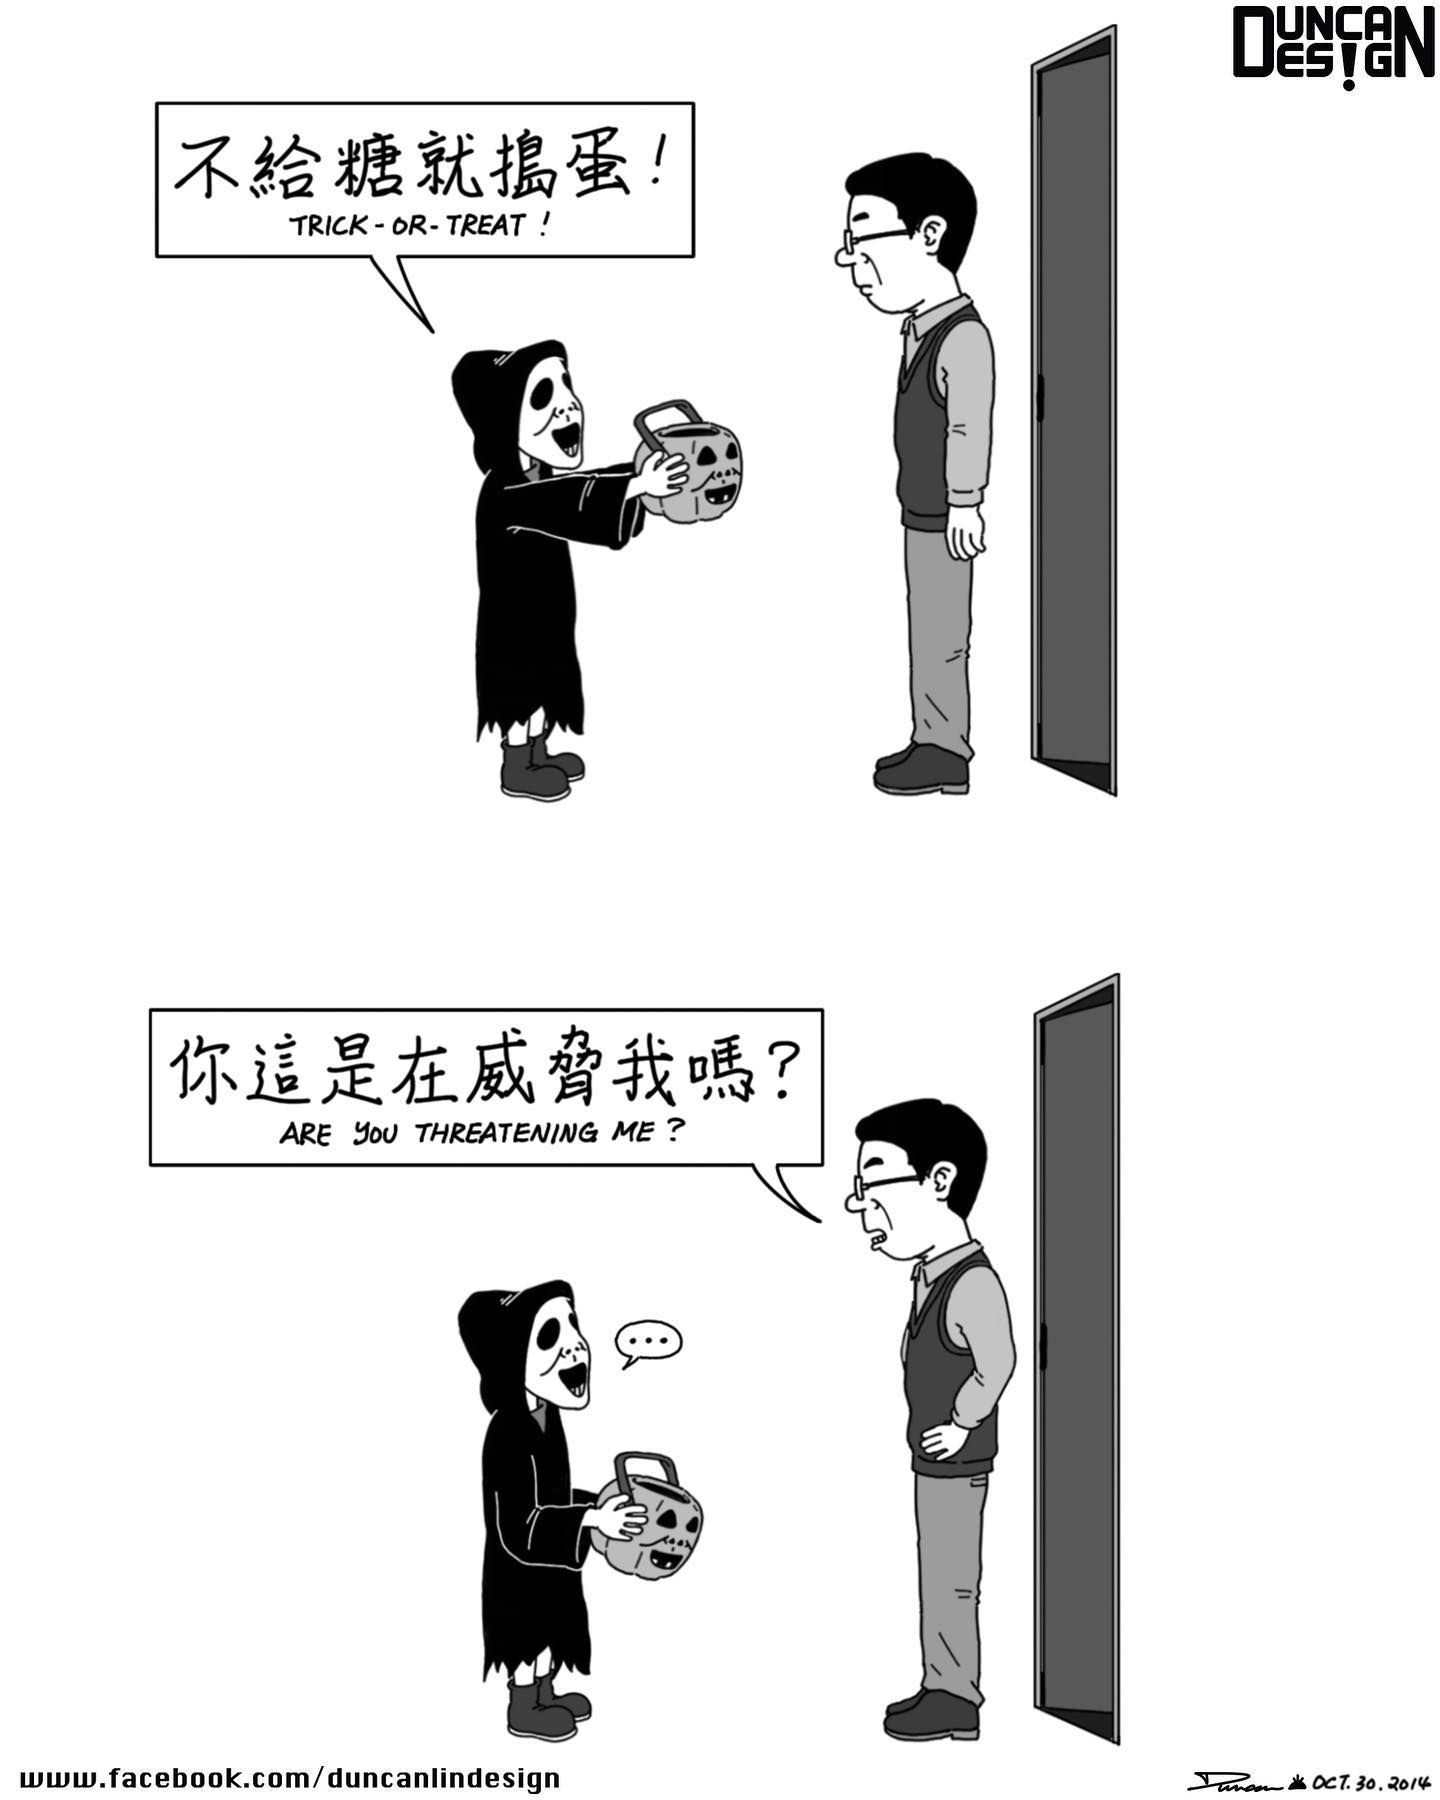 DUNCAN
DES!GN
不給糖就搗蛋!
TRICK-OR-TREAT!
你這是在威脅我嗎?
ARE YOU THREATENING ME?
...
www.facebook.com/duncanlindesign
Duncan OCT.30.2014